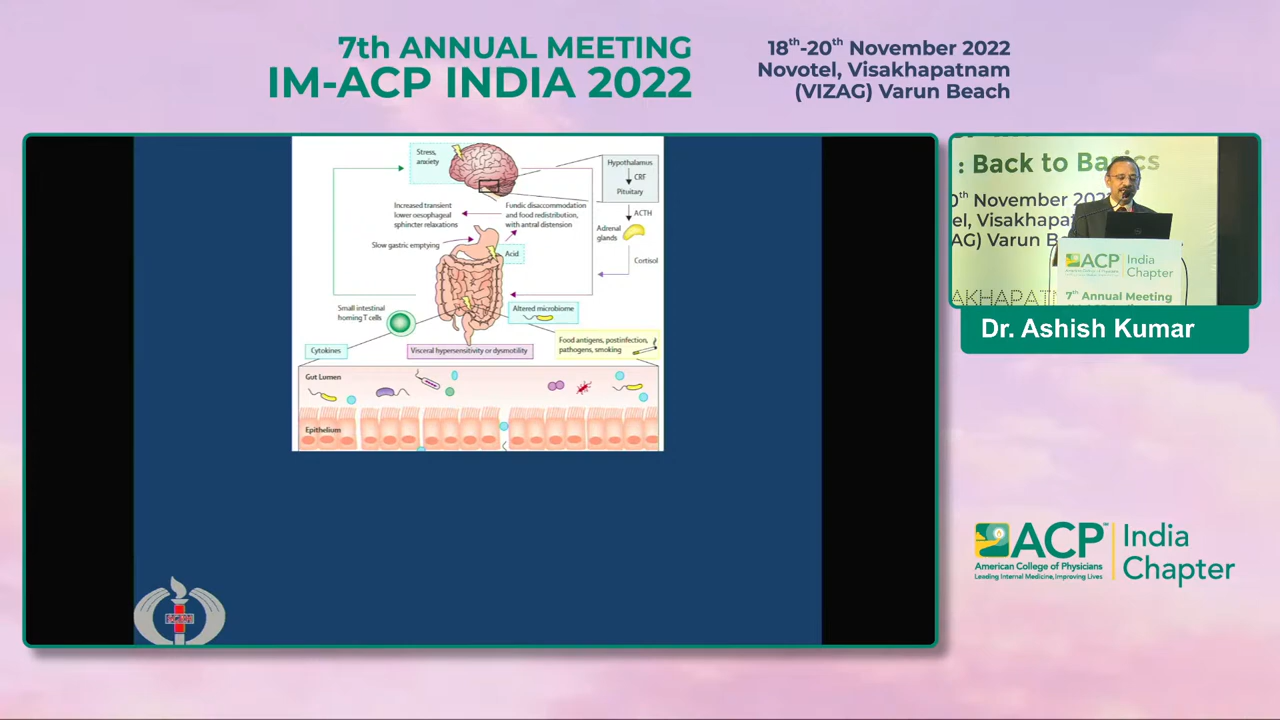 7th ANNUAL MEETING
IM-ACP INDIA 2022
18th-20th November 2022
Novotel, Visakhapatnam
(VIZAG) Varun Beach
Stress,
anxiety
Hypothalamus
CRF
Pituitary
ACTH
Adrenal
glands
Cortisol
Increased transient
lower oesophageal
sphincter relaxations
Fundic disaccommodation
and food redistribution,
with antral distension
Slow gastric emptying
Acid
Small intestinal
homing T cells
Altered microbiome
Cytokines
Visceral hypersensitivity or dysmotility
Food antigens, postinfection,
pathogens, smoking
Gut Lumen
Epithelium
: Back to Basics
0th November 202
el, Visakhapat
AG) Varun B
ACP India
Chapter
7th Annual Meeting
AKHAPATN
Dr. Ashish Kumar
ACP
American College of Physicians
Leading Internal Medicine, Improving Lives
India
Chapter